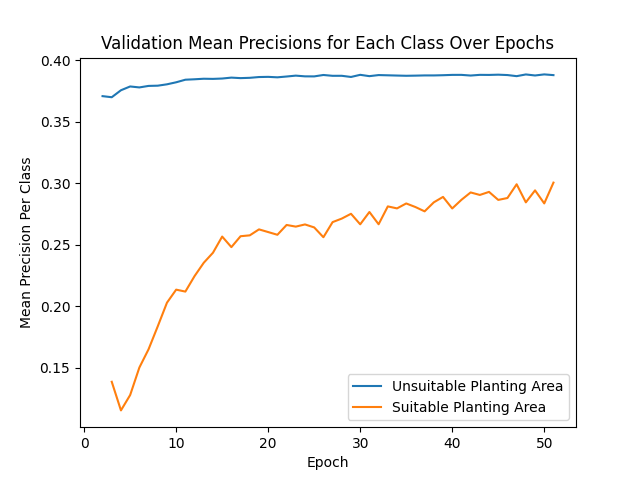 Validation Mean Precisions for Each Class Over Epochs
Mean Precision Per Class
0.40
0.35
0.30
0.25
0.20
0.15
Unsuitable Planting Area
Suitable Planting Area
0 10 20 30 40 50
Epoch